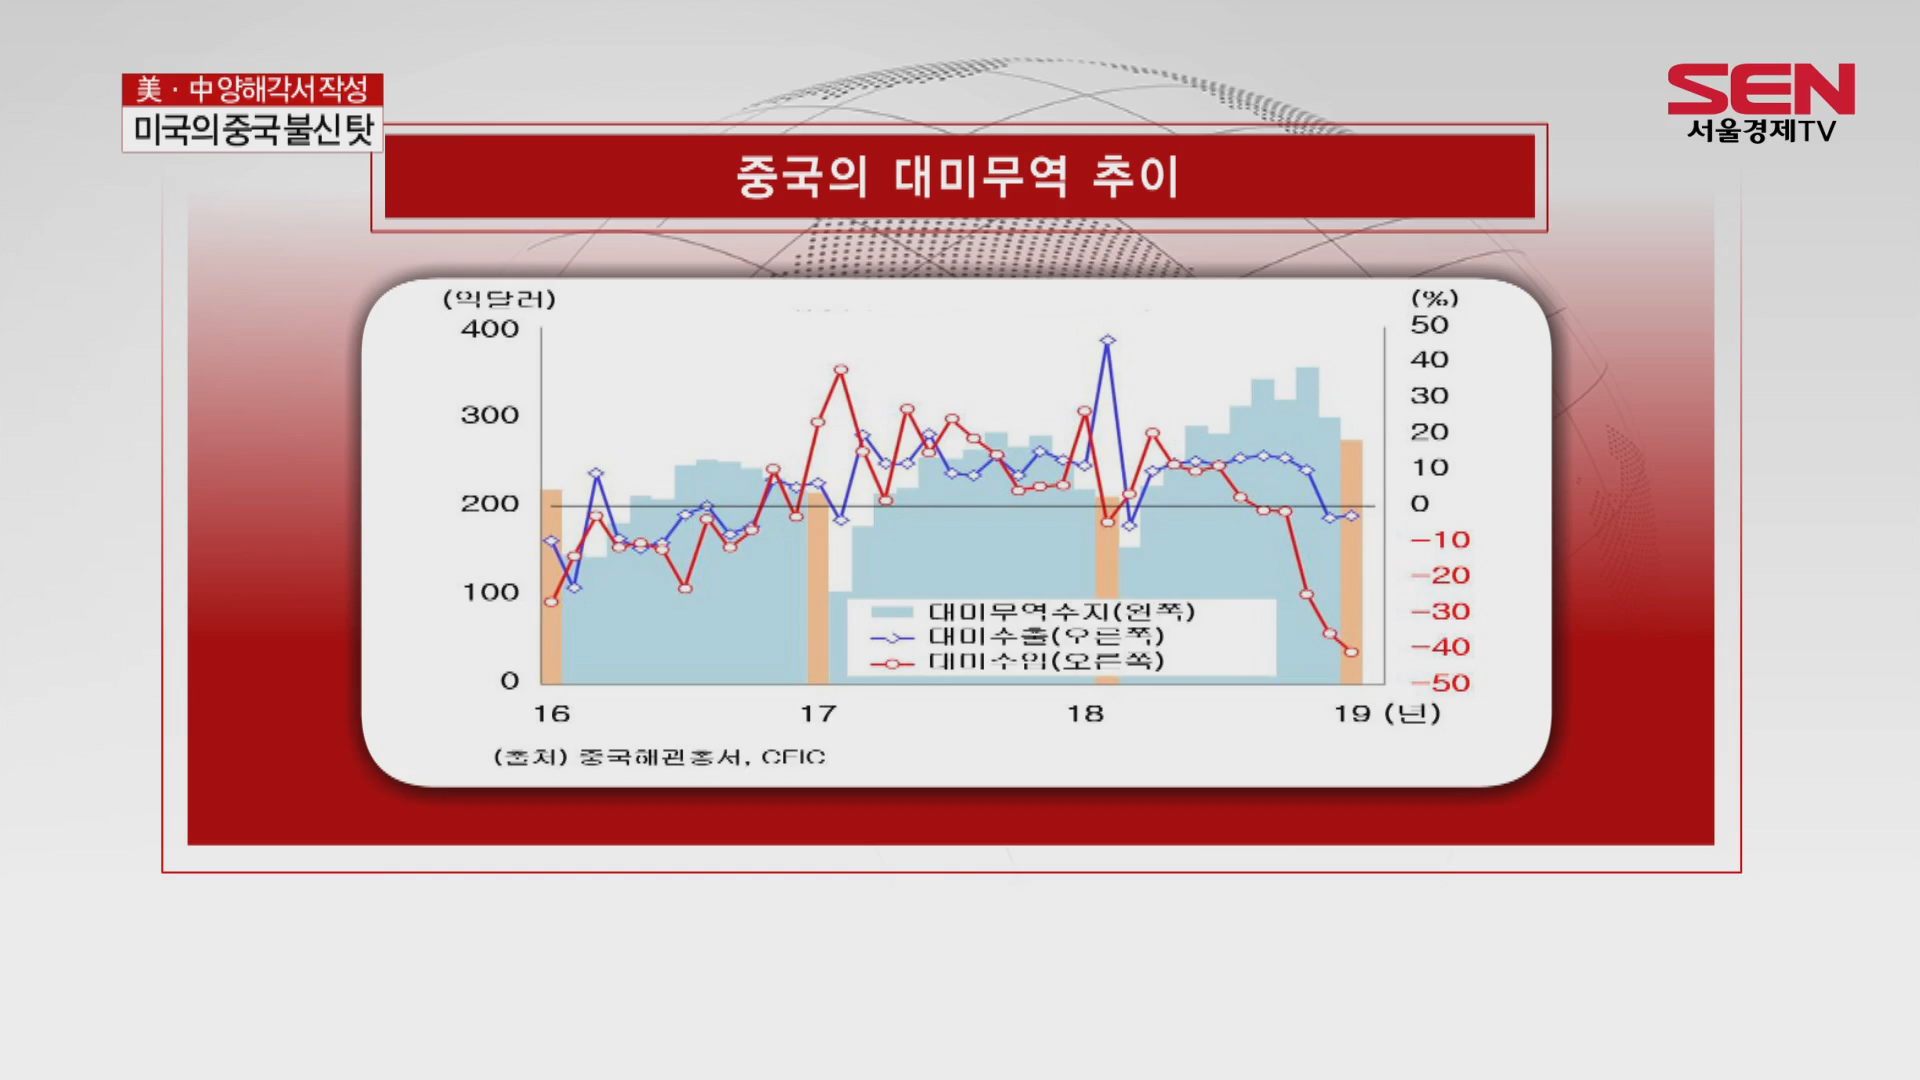 美·中 양해각서 작성
미국의 중국 불신 탓
SEN
서울경제TV
중국의 대미무역 추이
(억달러)
(%)
400
300
200
100
0
50
40
30
20
10
0
-10
-20
-30
-40
-50
대미무역수지(왼쪽)
대미수출(오른쪽)
대미수입(오른쪽)
16 17 18 19 (년)
(출처) 중국해관총서,